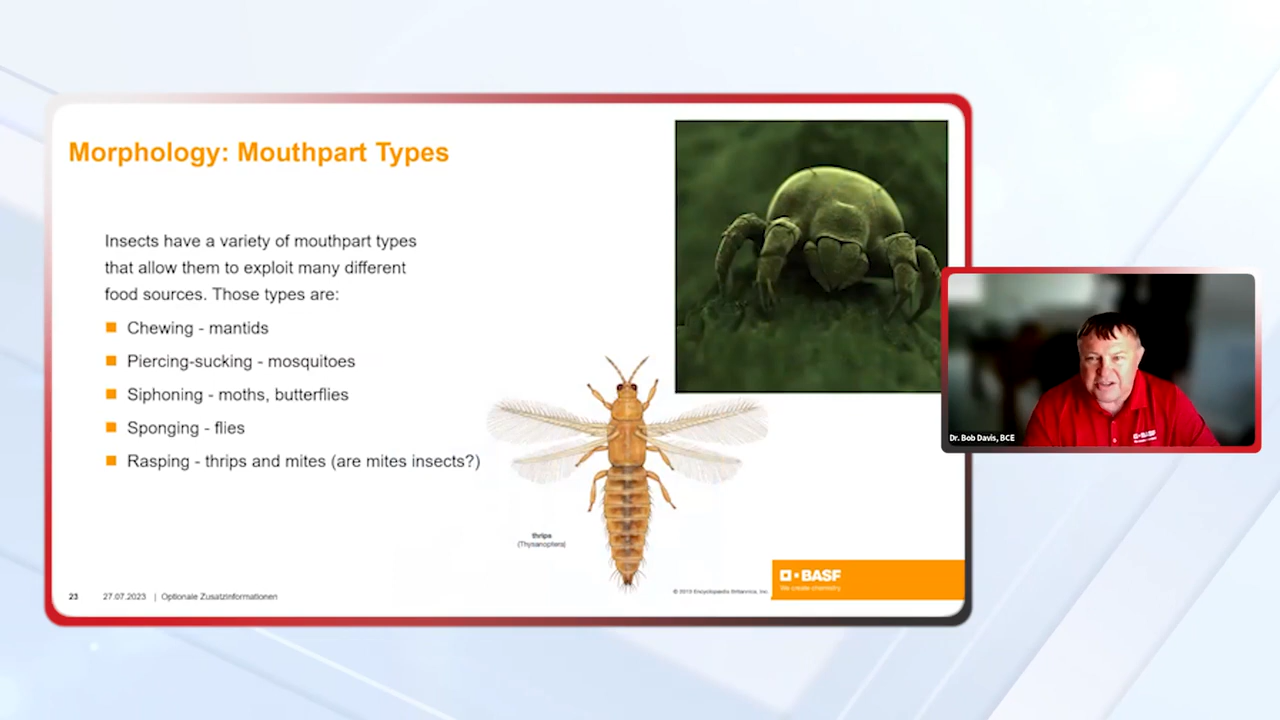 Morphology: Mouthpart Types
Insects have a variety of mouthpart types
that allow them to exploit many different
food sources. Those types are:
Chewing - mantids
Piercing-sucking - mosquitoes
Siphoning - moths, butterflies
Sponging - flies
Rasping - thrips and mites (are mites insects?)
thrips
(Thysanoptera)
23
27.07.2023 | Optionale Zusatzinformationen
© 2013 Encyclopædia Britannica, Inc.
BASF
We create chemistry
BASF
Dr. Bob Davis, BCE